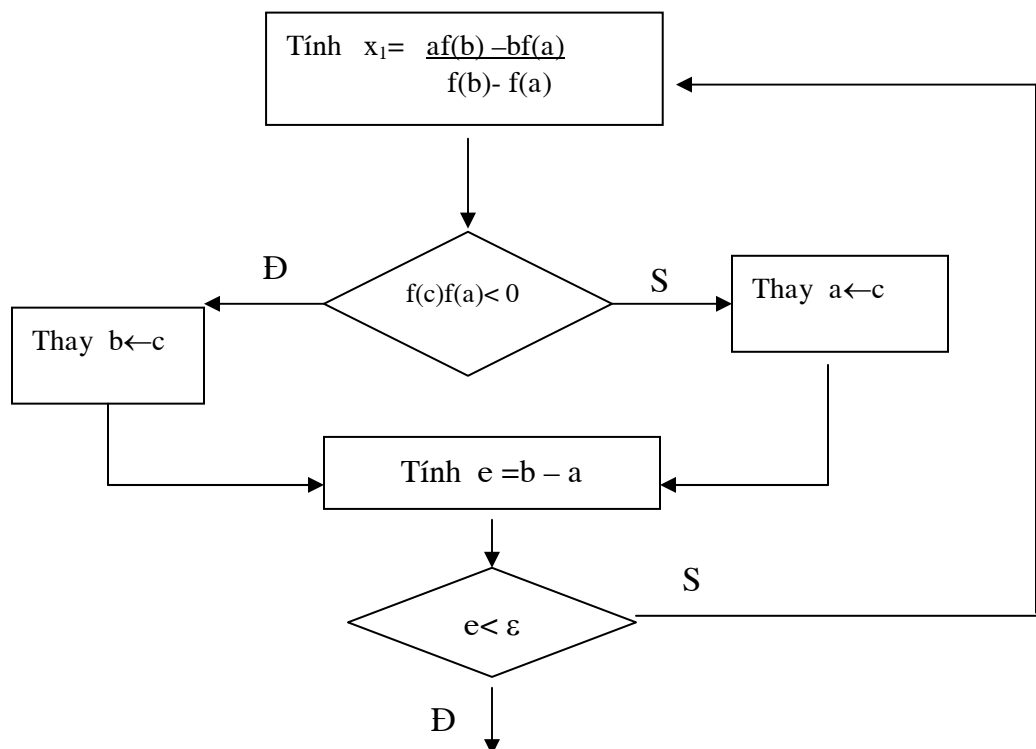 Tính x₁= af(b) –bf(a)
f(b)- f(a)
Đ
f(c)f(a)< 0
S
Thay a←c
Thay b←c
Tính e =b – a
S
e< ε
Đ